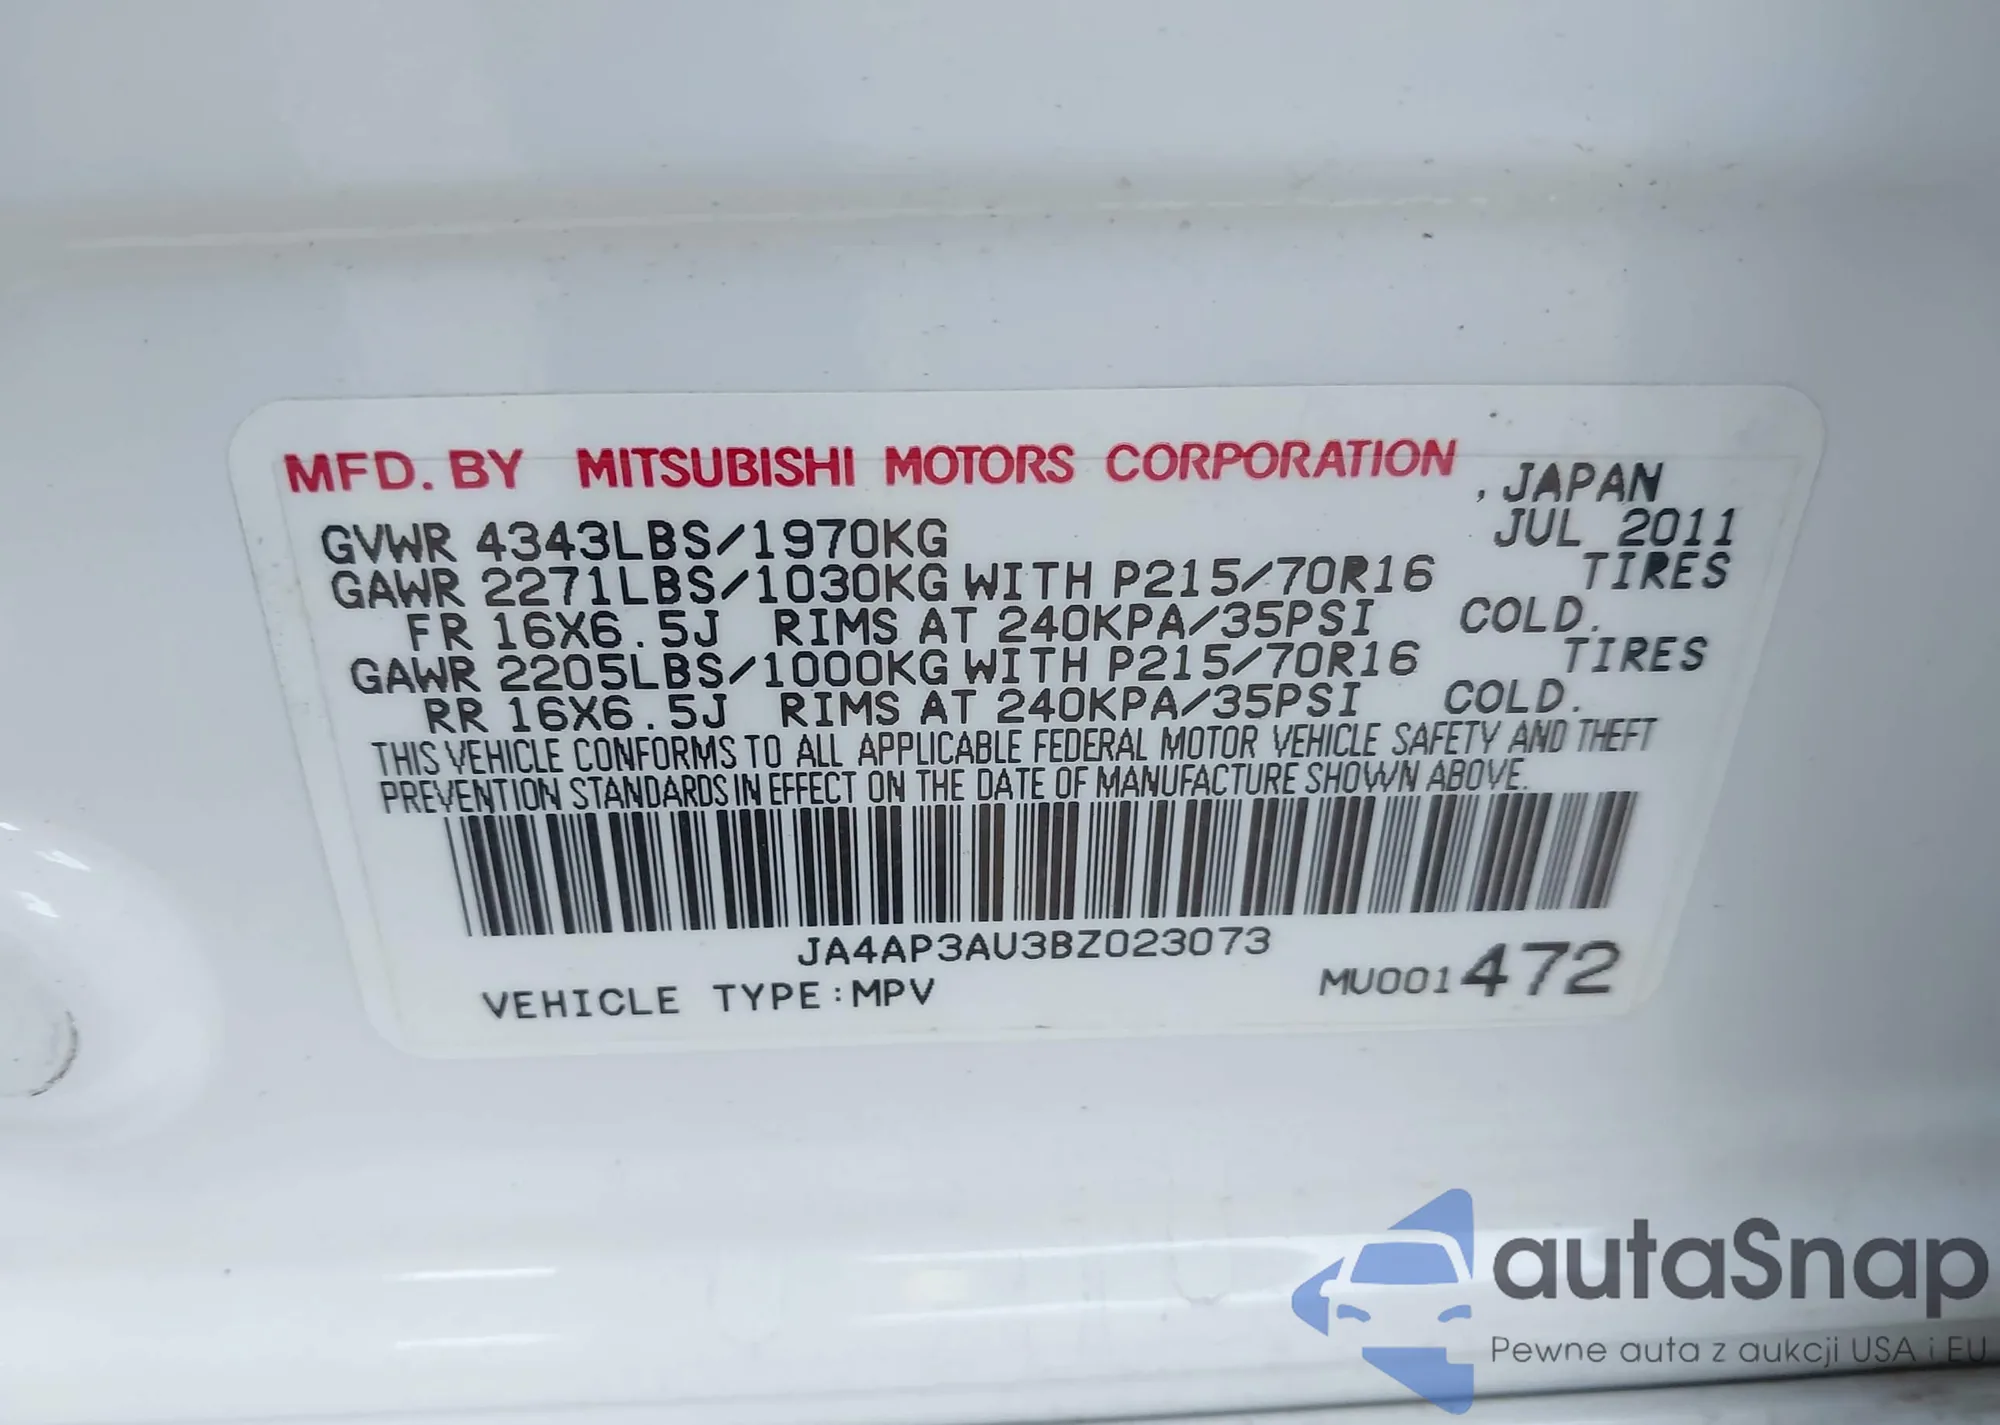 MFD. BY MITSUBISHI MOTORS CORPORATION , JAPAN
GVWR 4343LBS/1970KG JUL 2011
GAWR 2271LBS/1030KG WITH P215/70R16 TIRES
FR 16X6.5J RIMS AT 240KPA/35PSI COLD.
GAWR 2205LBS/1000KG WITH P215/70R16 TIRES
RR 16X6.5J RIMS AT 240KPA/35PSI COLD.
THIS VEHICLE CONFORMS TO ALL APPLICABLE FEDERAL MOTOR VEHICLE SAFETY AND THEFT
PREVENTION STANDARDS IN EFFECT ON THE DATE OF MANUFACTURE SHOWN ABOVE.
JA4AP3AU3BZ023073
VEHICLE TYPE:MPV MU001472
autaSnap
Pewne auta z aukcji USA i EU